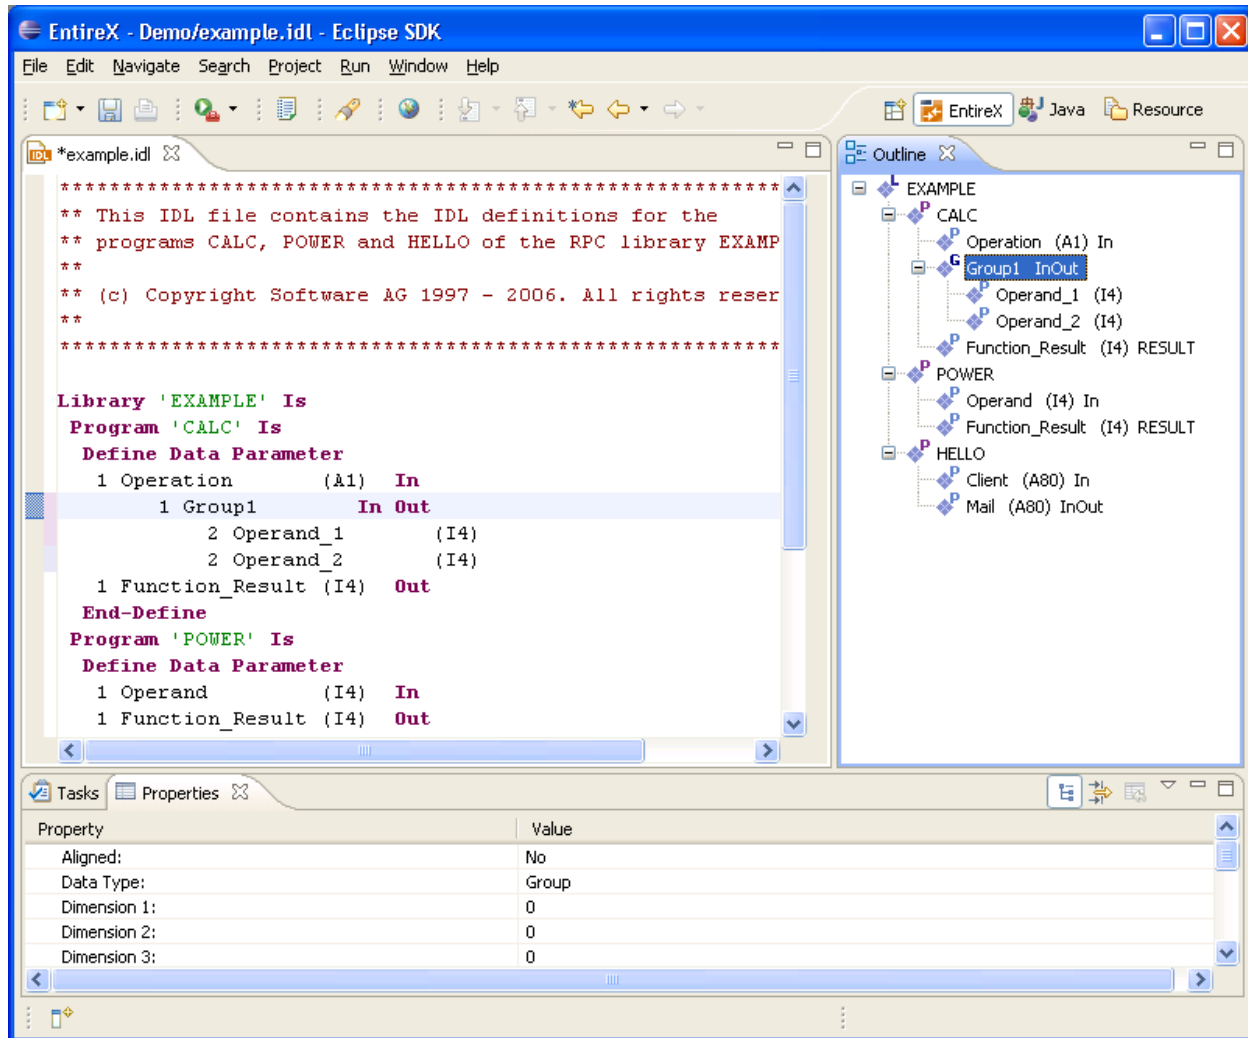 EntireX - Demo/example.idl - Eclipse SDK
File Edit Navigate Search Project Run Window Help
EntireX Java Resource
IDL *example.idl
************************************************************
** This IDL file contains the IDL definitions for the
** programs CALC, POWER and HELLO of the RPC library EXAMP
**
** (c) Copyright Software AG 1997 - 2006. All rights reser
**
************************************************************
Library 'EXAMPLE' Is
Program 'CALC' Is
Define Data Parameter
1 Operation (A1) In
1 Group1 In Out
2 Operand_1 (I4)
2 Operand_2 (I4)
1 Function_Result (I4) Out
End-Define
Program 'POWER' Is
Define Data Parameter
1 Operand (I4) In
1 Function_Result (I4) Out
Outline
L EXAMPLE
P CALC
P Operation (A1) In
G Group1 InOut
P Operand_1 (I4)
P Operand_2 (I4)
P Function_Result (I4) RESULT
P POWER
P Operand (I4) In
P Function_Result (I4) RESULT
P HELLO
P Client (A80) In
P Mail (A80) InOut
Tasks Properties
Property Value
Aligned: No
Data Type: Group
Dimension 1: 0
Dimension 2: 0
Dimension 3: 0